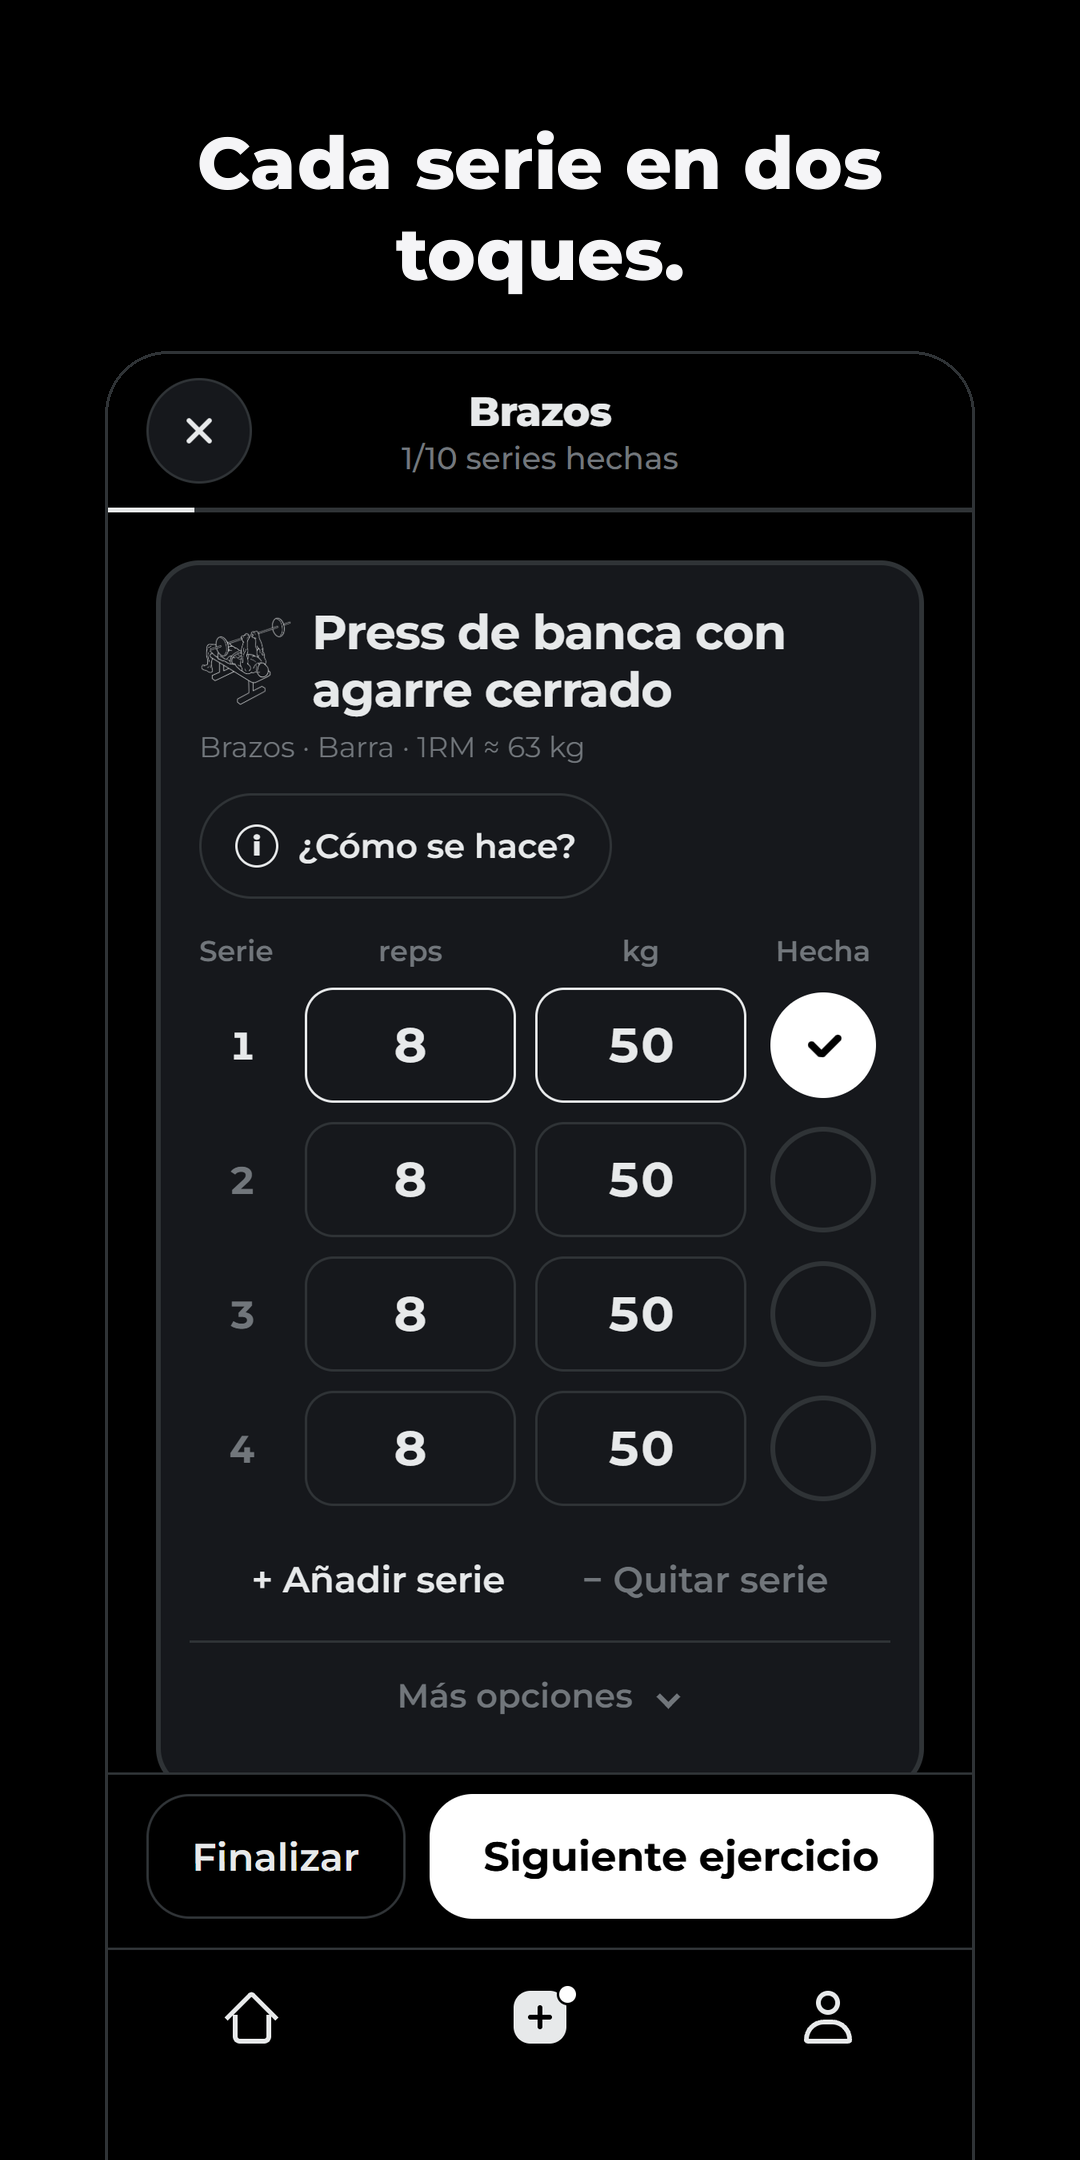 Cada serie en dos
toques.
Brazos
1/10 series hechas
Press de banca con
agarre cerrado
Brazos · Barra · 1RM ≈ 63 kg
¿Cómo se hace?
Serie reps kg Hecha
1 8 50
2 8 50
3 8 50
4 8 50
+ Añadir serie − Quitar serie
Más opciones
Finalizar Siguiente ejercicio